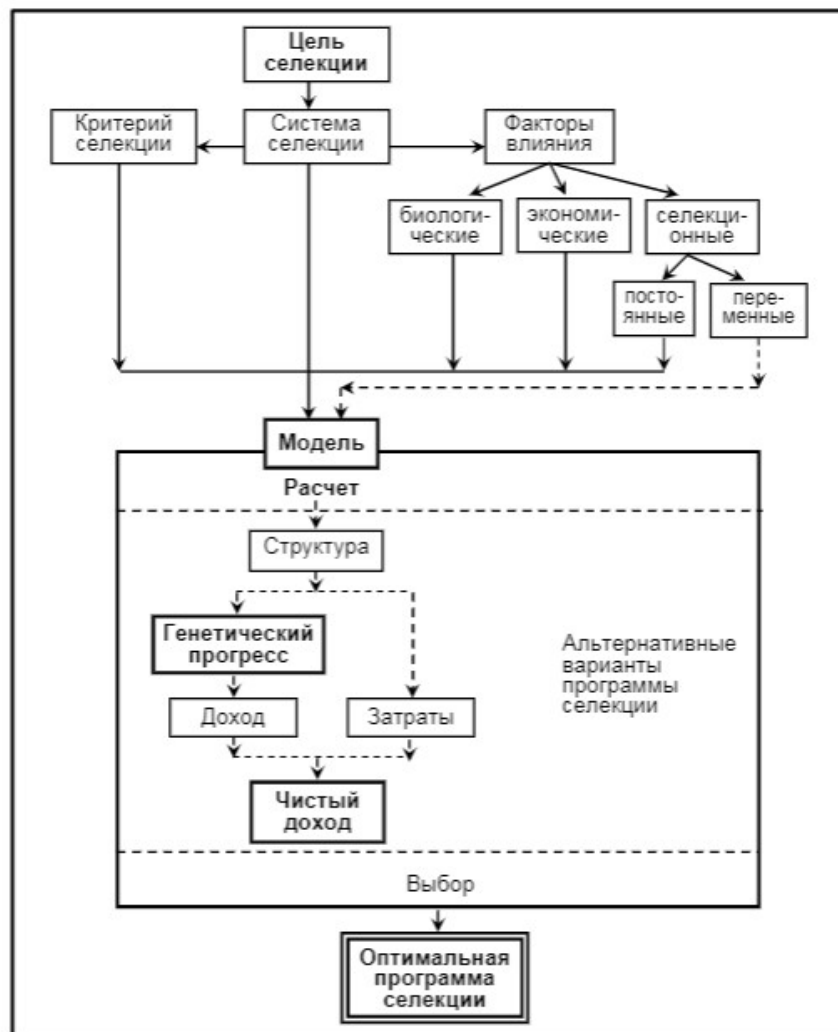 Цель
селекции
Критерий
селекции
Система
селекции
Факторы
влияния
биологи-
ческие
экономи-
ческие
селекци-
онные
посто-
янные
пере-
менные
Модель
Расчет
Структура
Генетический
прогресс
Альтернативные
варианты
программы
селекции
Доход
Затраты
Чистый
доход
Выбор
Оптимальная
программа
селекции